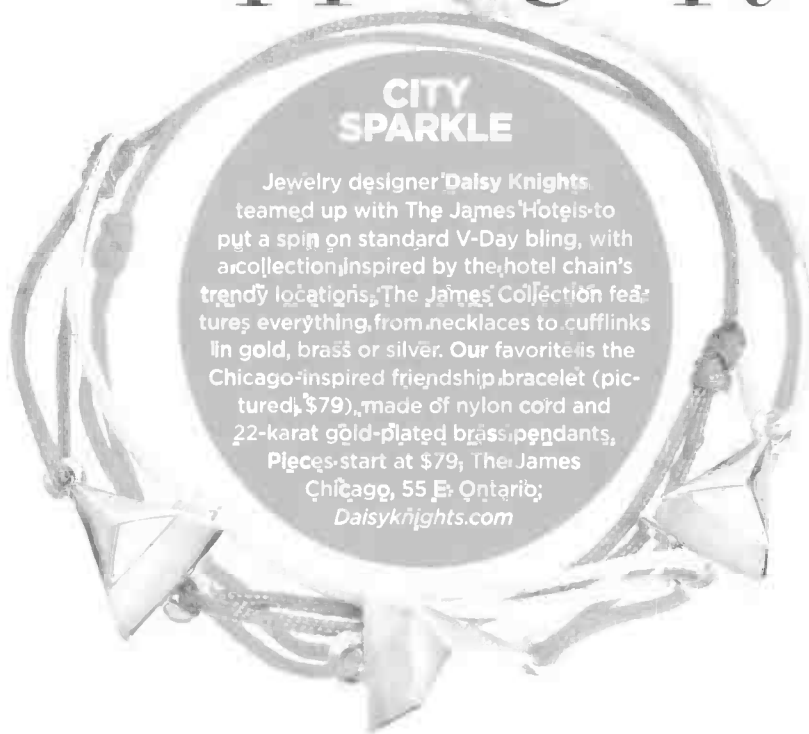 CITY
SPARKLE
Jewelry designer Daisy Knights
teamed up with The James Hotels to
put a spin on standard V-Day bling, with
a collection inspired by the hotel chain's
trendy locations. The James Collection fea-
tures everything from necklaces to cufflinks
in gold, brass or silver. Our favorite is the
Chicago-inspired friendship bracelet (pic-
tured, $79), made of nylon cord and
22-karat gold-plated brass pendants.
Pieces start at $79; The James
Chicago, 55 E. Ontario;
Daisyknights.com